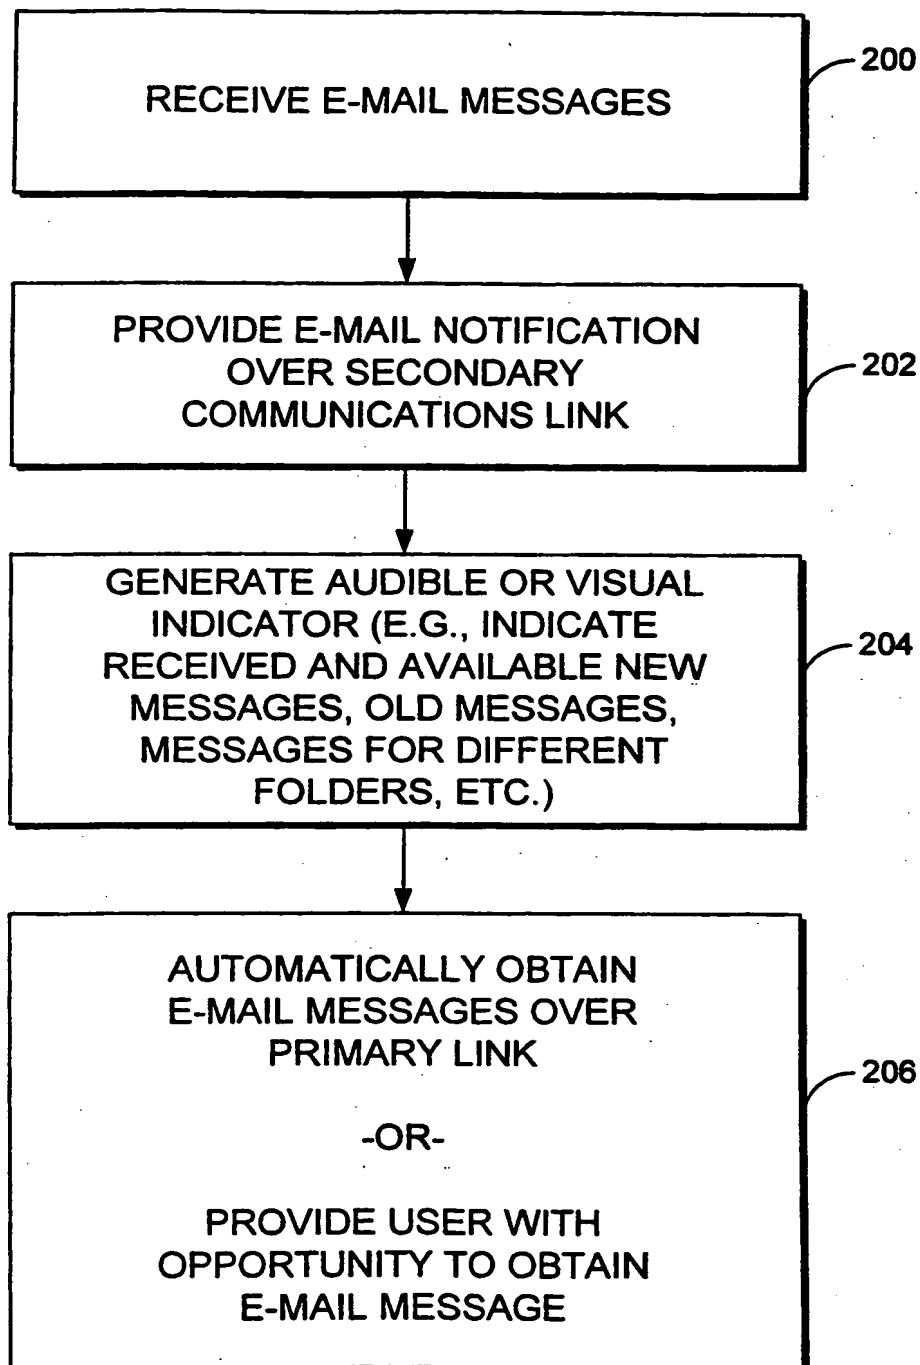 RECEIVE E-MAIL MESSAGES
200
PROVIDE E-MAIL NOTIFICATION
OVER SECONDARY
COMMUNICATIONS LINK
202
GENERATE AUDIBLE OR VISUAL
INDICATOR (E.G., INDICATE
RECEIVED AND AVAILABLE NEW
MESSAGES, OLD MESSAGES,
MESSAGES FOR DIFFERENT
FOLDERS, ETC.)
204
AUTOMATICALLY OBTAIN
E-MAIL MESSAGES OVER
PRIMARY LINK
-OR-
PROVIDE USER WITH
OPPORTUNITY TO OBTAIN
E-MAIL MESSAGE
206